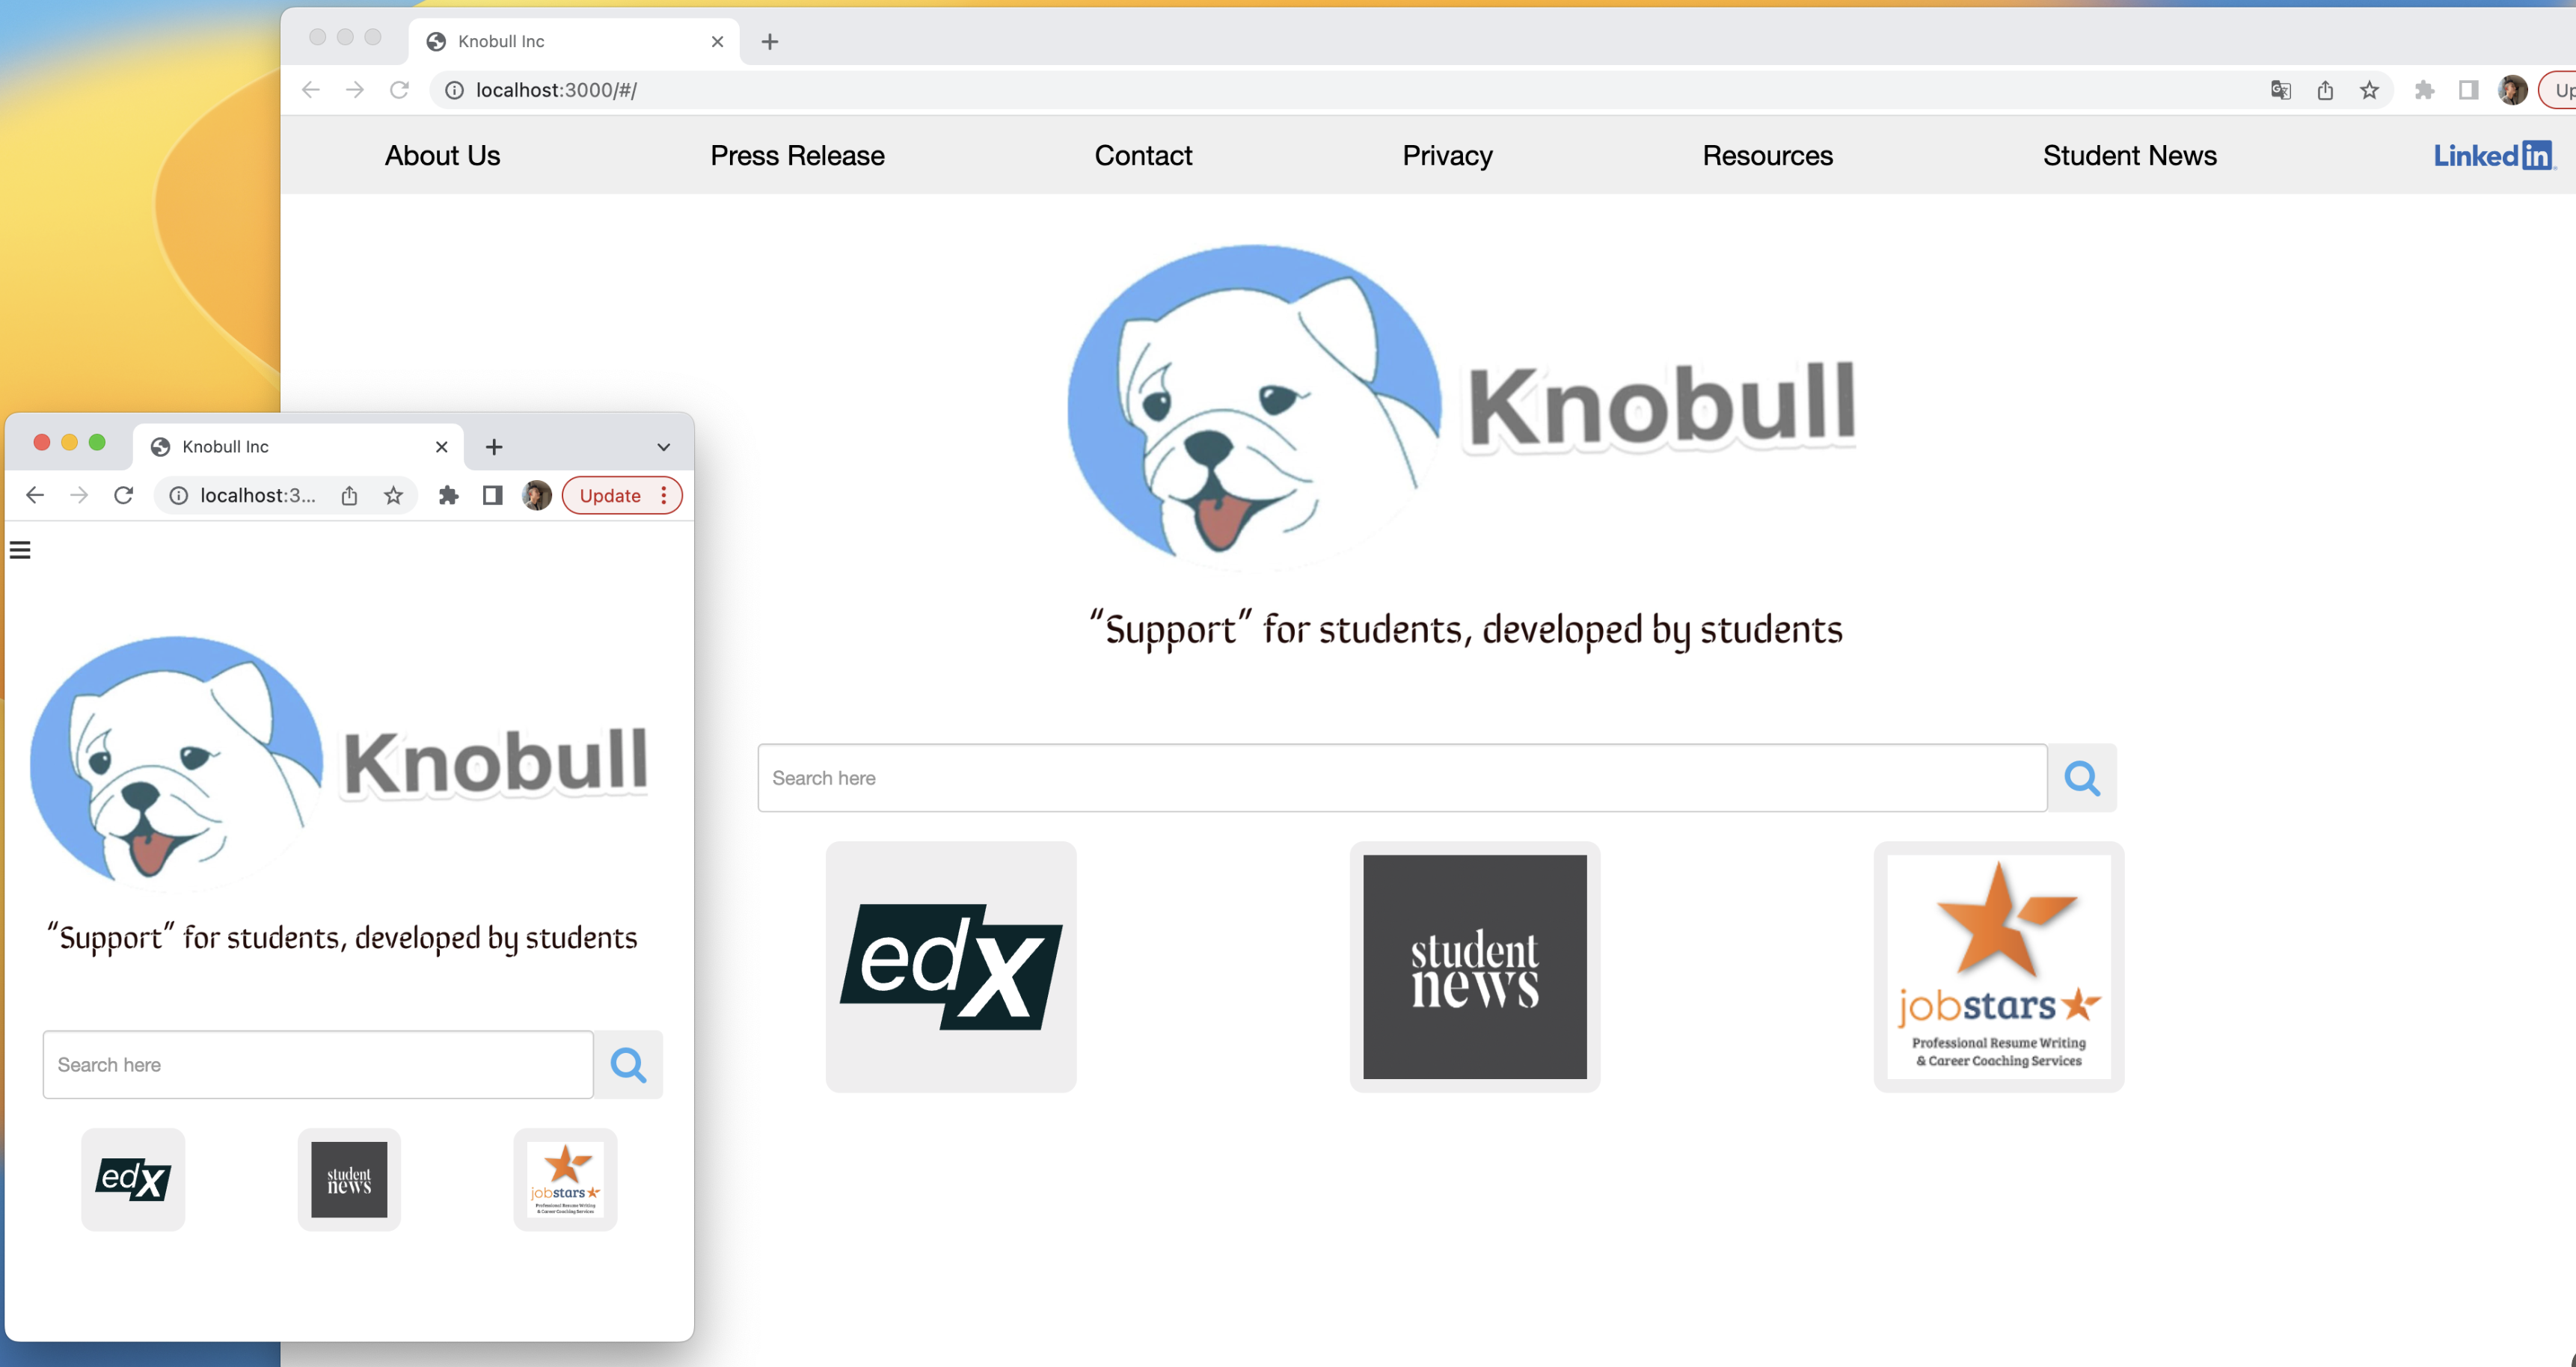 Knobull Inc
localhost:3000/#/
Up
About Us
Press Release
Contact
Privacy
Resources
Student News
Linked in
Knobull
“Support” for students, developed by students
Search here
edX
student
news
jobstars
Professional Resume Writing
& Career Coaching Services
Knobull Inc
localhost:3...
Update
Knobull
“Support” for students, developed by students
Search here
edX
student
news
jobstars
Professional Resume Writing
& Career Coaching Services